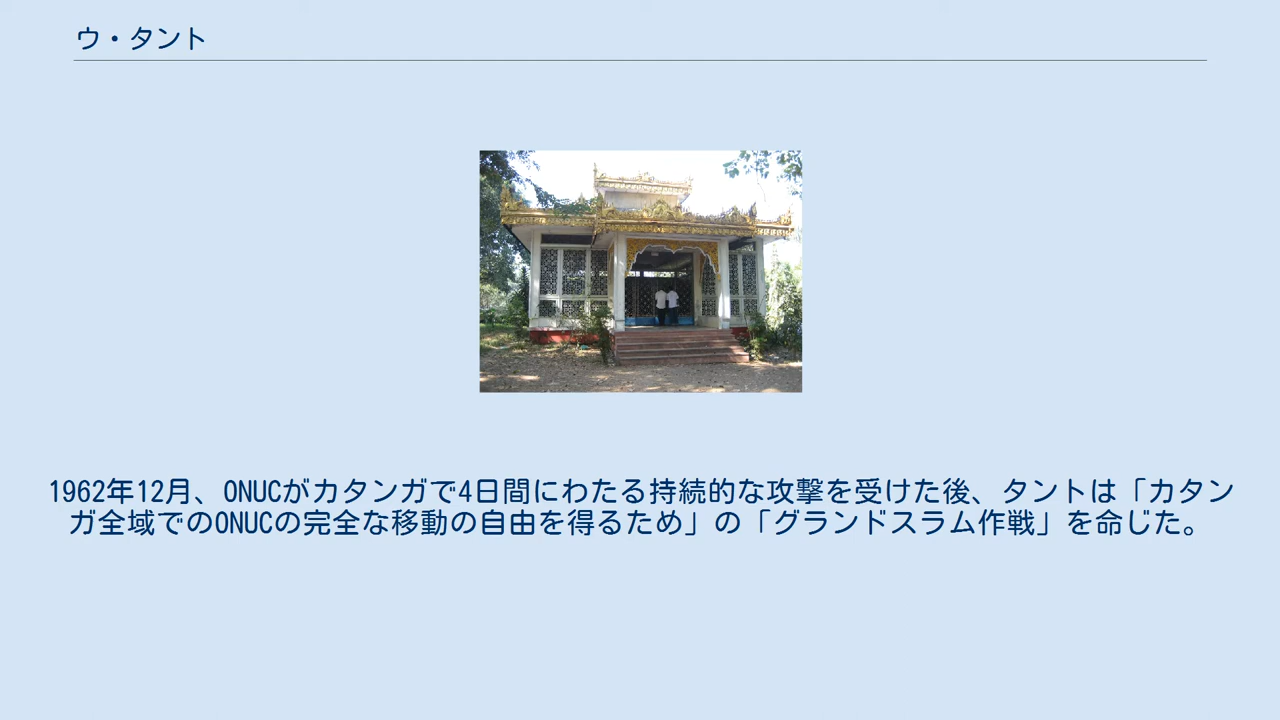 ウ・タント
1962年12月、ONUCがカタンガで4日間にわたる持続的な攻撃を受けた後、タントは「カタン
ガ全域でのONUCの完全な移動の自由を得るため」の「グランドスラム作戦」を命じた。